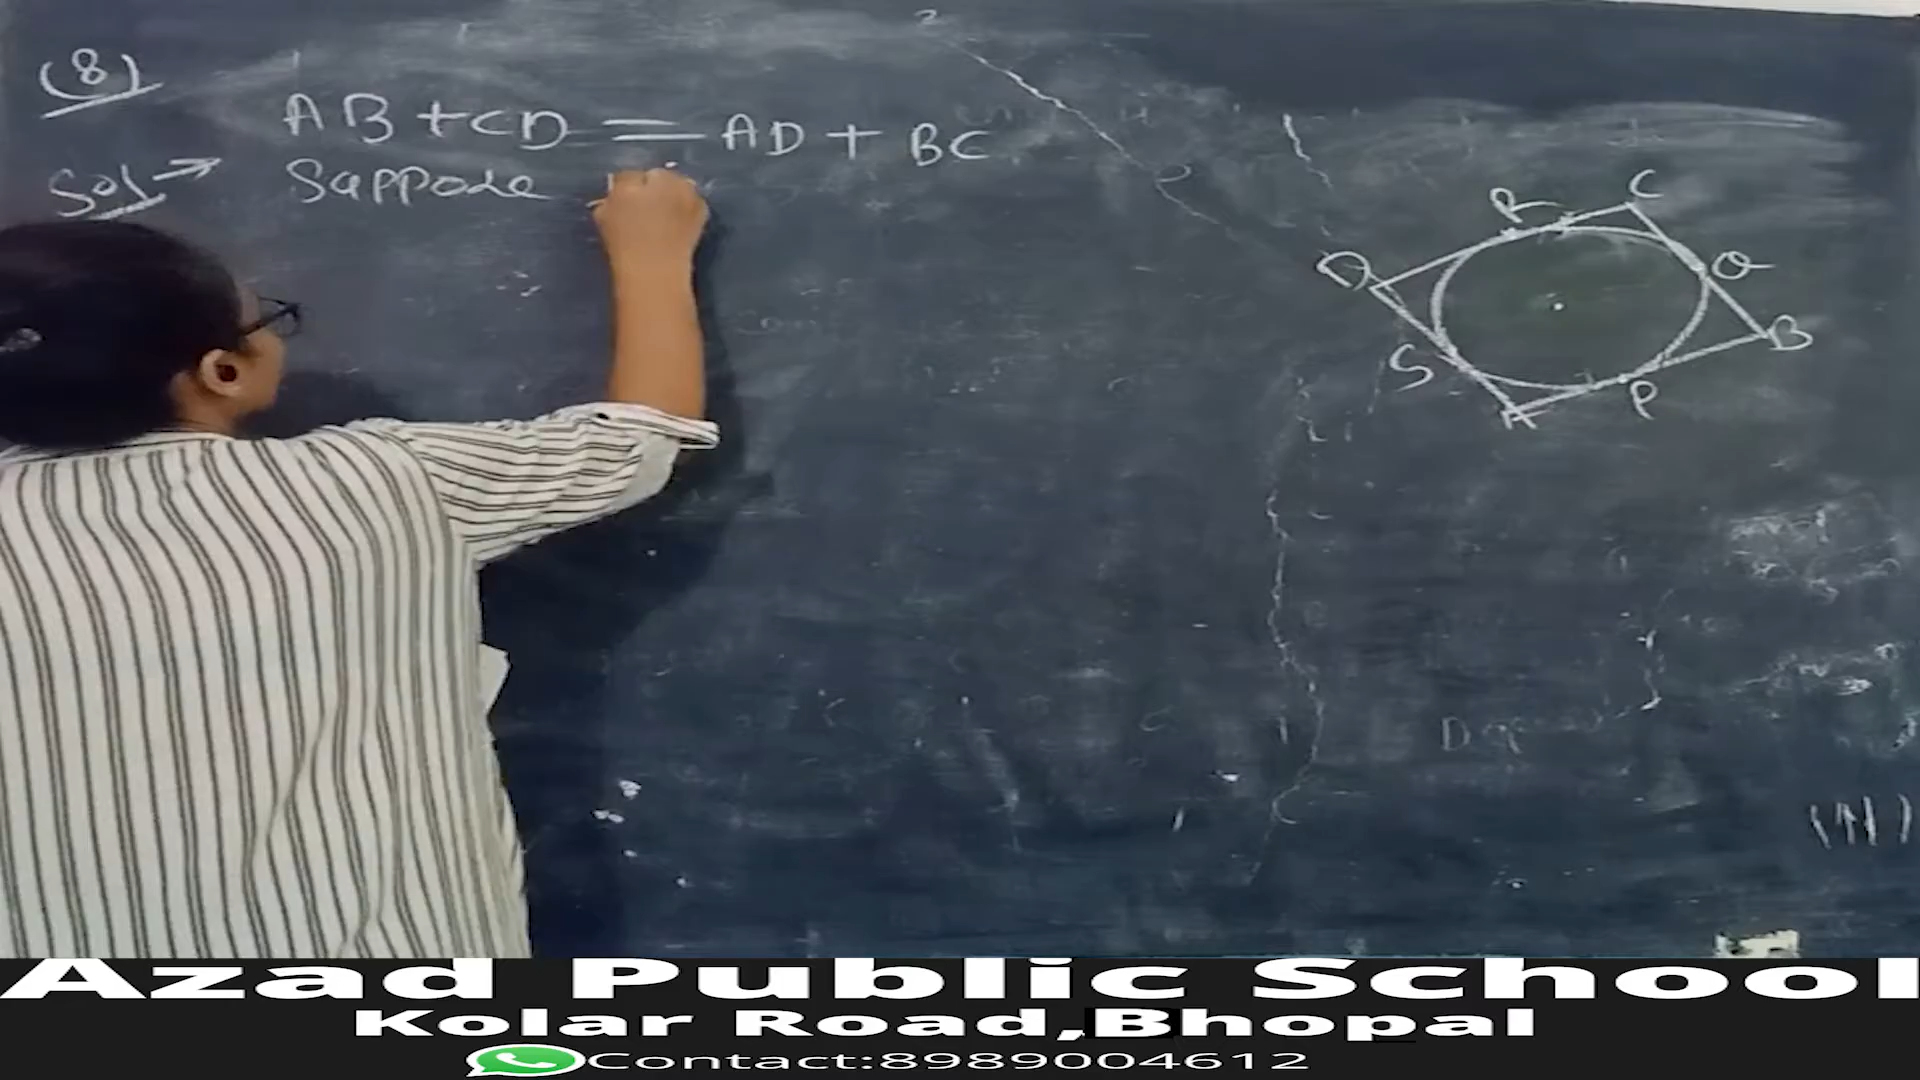 (8)
AB + CD = AD + BC
Sol → Suppose
R
C
D
Q
B
S
P
A
Azad Public School
Kolar Road,Bhopal
Contact:8989004612